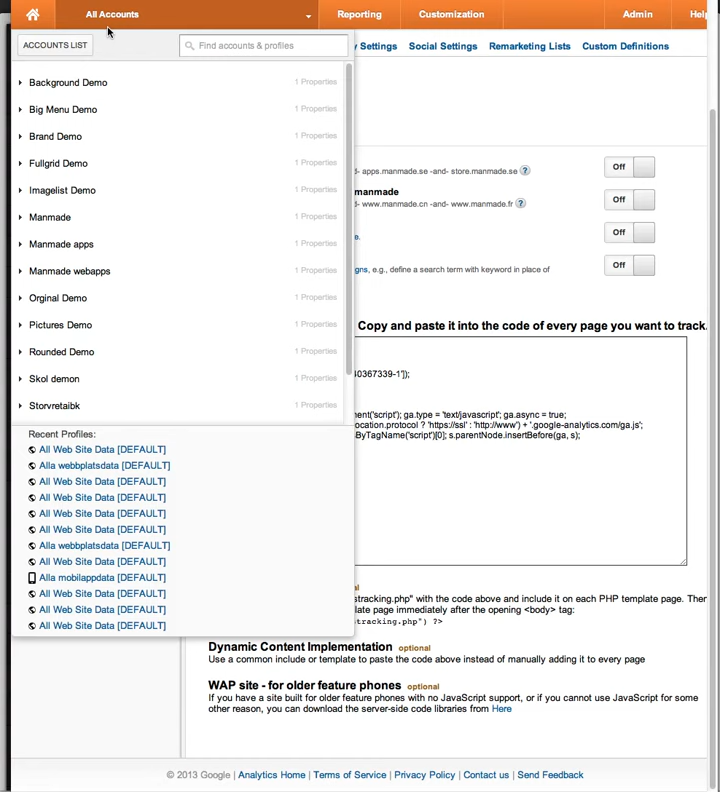 All Accounts
Reporting
Customization
Admin
Help
ACCOUNTS LIST
Find accounts & profiles
Settings
Social Settings
Remarketing Lists
Custom Definitions
Background Demo 1 Properties
Big Menu Demo 1 Properties
Brand Demo 1 Properties
Fullgrid Demo 1 Properties
Imagelist Demo 1 Properties
Manmade 1 Properties
Manmade apps 1 Properties
Manmade webapps 1 Properties
Orginal Demo 1 Properties
Pictures Demo 1 Properties
Rounded Demo 1 Properties
Skol demon 1 Properties
Storvretaibk 1 Properties
Recent Profiles:
All Web Site Data [DEFAULT]
Alla webbplatsdata [DEFAULT]
All Web Site Data [DEFAULT]
All Web Site Data [DEFAULT]
All Web Site Data [DEFAULT]
All Web Site Data [DEFAULT]
Alla webbplatsdata [DEFAULT]
All Web Site Data [DEFAULT]
Alla mobilappdata [DEFAULT]
All Web Site Data [DEFAULT]
All Web Site Data [DEFAULT]
All Web Site Data [DEFAULT]
- apps.manmade.se -and- store.manmade.se ?
Off
manmade
- www.manmade.cn -and- www.manmade.fr ?
Off
e.
Off
gns, e.g., define a search term with keyword in place of
Off
Copy and paste it into the code of every page you want to track.
40367339-1']);
ment('script'); ga.type = 'text/javascript'; ga.async = true;
location.protocol ? 'https://ssl' : 'http://www') + '.google-analytics.com/ga.js';
sByTagName('script')[0]; s.parentNode.insertBefore(ga, s);
al
stracking.php" with the code above and include it on each PHP template page. Then
late page immediately after the opening <body> tag:
stracking.php") ?>
Dynamic Content Implementation optional
Use a common include or template to paste the code above instead of manually adding it to every page
WAP site - for older feature phones optional
If you have a site built for older feature phones with no JavaScript support, or if you cannot use JavaScript for some
other reason, you can download the server-side code libraries from Here
© 2013 Google | Analytics Home | Terms of Service | Privacy Policy | Contact us | Send Feedback